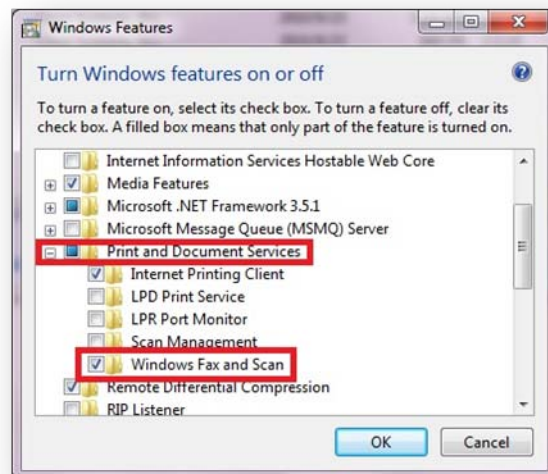 Windows Features
Turn Windows features on or off
To turn a feature on, select its check box. To turn a feature off, clear its
check box. A filled box means that only part of the feature is turned on.
Internet Information Services Hostable Web Core
Media Features
Microsoft .NET Framework 3.5.1
Microsoft Message Queue (MSMQ) Server
Print and Document Services
Internet Printing Client
LPD Print Service
LPR Port Monitor
Scan Management
Windows Fax and Scan
Remote Differential Compression
RIP Listener
OK Cancel